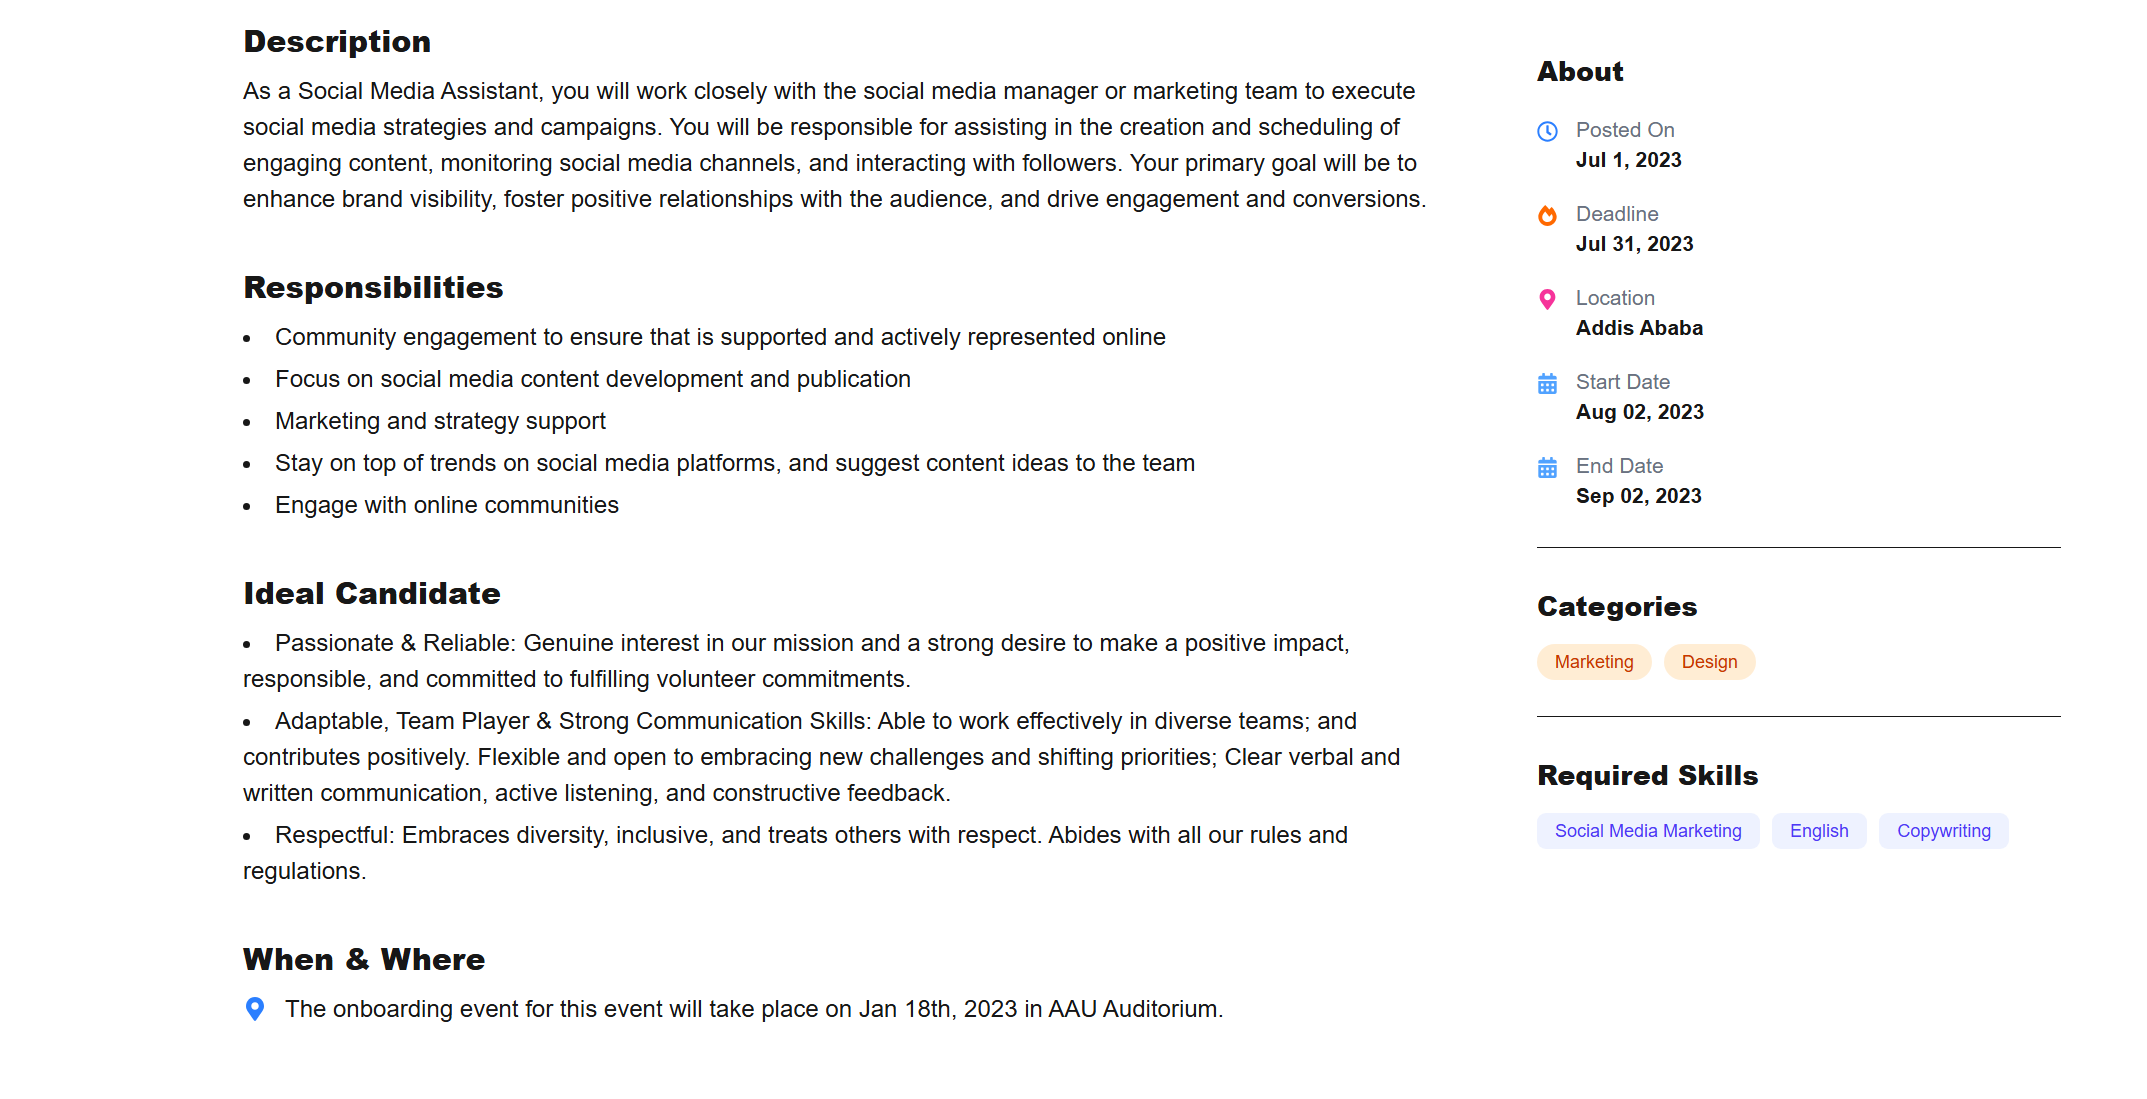 Description
As a Social Media Assistant, you will work closely with the social media manager or marketing team to execute
social media strategies and campaigns. You will be responsible for assisting in the creation and scheduling of
engaging content, monitoring social media channels, and interacting with followers. Your primary goal will be to
enhance brand visibility, foster positive relationships with the audience, and drive engagement and conversions.
Responsibilities
• Community engagement to ensure that is supported and actively represented online
• Focus on social media content development and publication
• Marketing and strategy support
• Stay on top of trends on social media platforms, and suggest content ideas to the team
• Engage with online communities
Ideal Candidate
• Passionate & Reliable: Genuine interest in our mission and a strong desire to make a positive impact,
responsible, and committed to fulfilling volunteer commitments.
• Adaptable, Team Player & Strong Communication Skills: Able to work effectively in diverse teams; and
contributes positively. Flexible and open to embracing new challenges and shifting priorities; Clear verbal and
written communication, active listening, and constructive feedback.
• Respectful: Embraces diversity, inclusive, and treats others with respect. Abides with all our rules and
regulations.
When & Where
The onboarding event for this event will take place on Jan 18th, 2023 in AAU Auditorium.
About
Posted On
Jul 1, 2023
Deadline
Jul 31, 2023
Location
Addis Ababa
Start Date
Aug 02, 2023
End Date
Sep 02, 2023
Categories
Marketing Design
Required Skills
Social Media Marketing English Copywriting